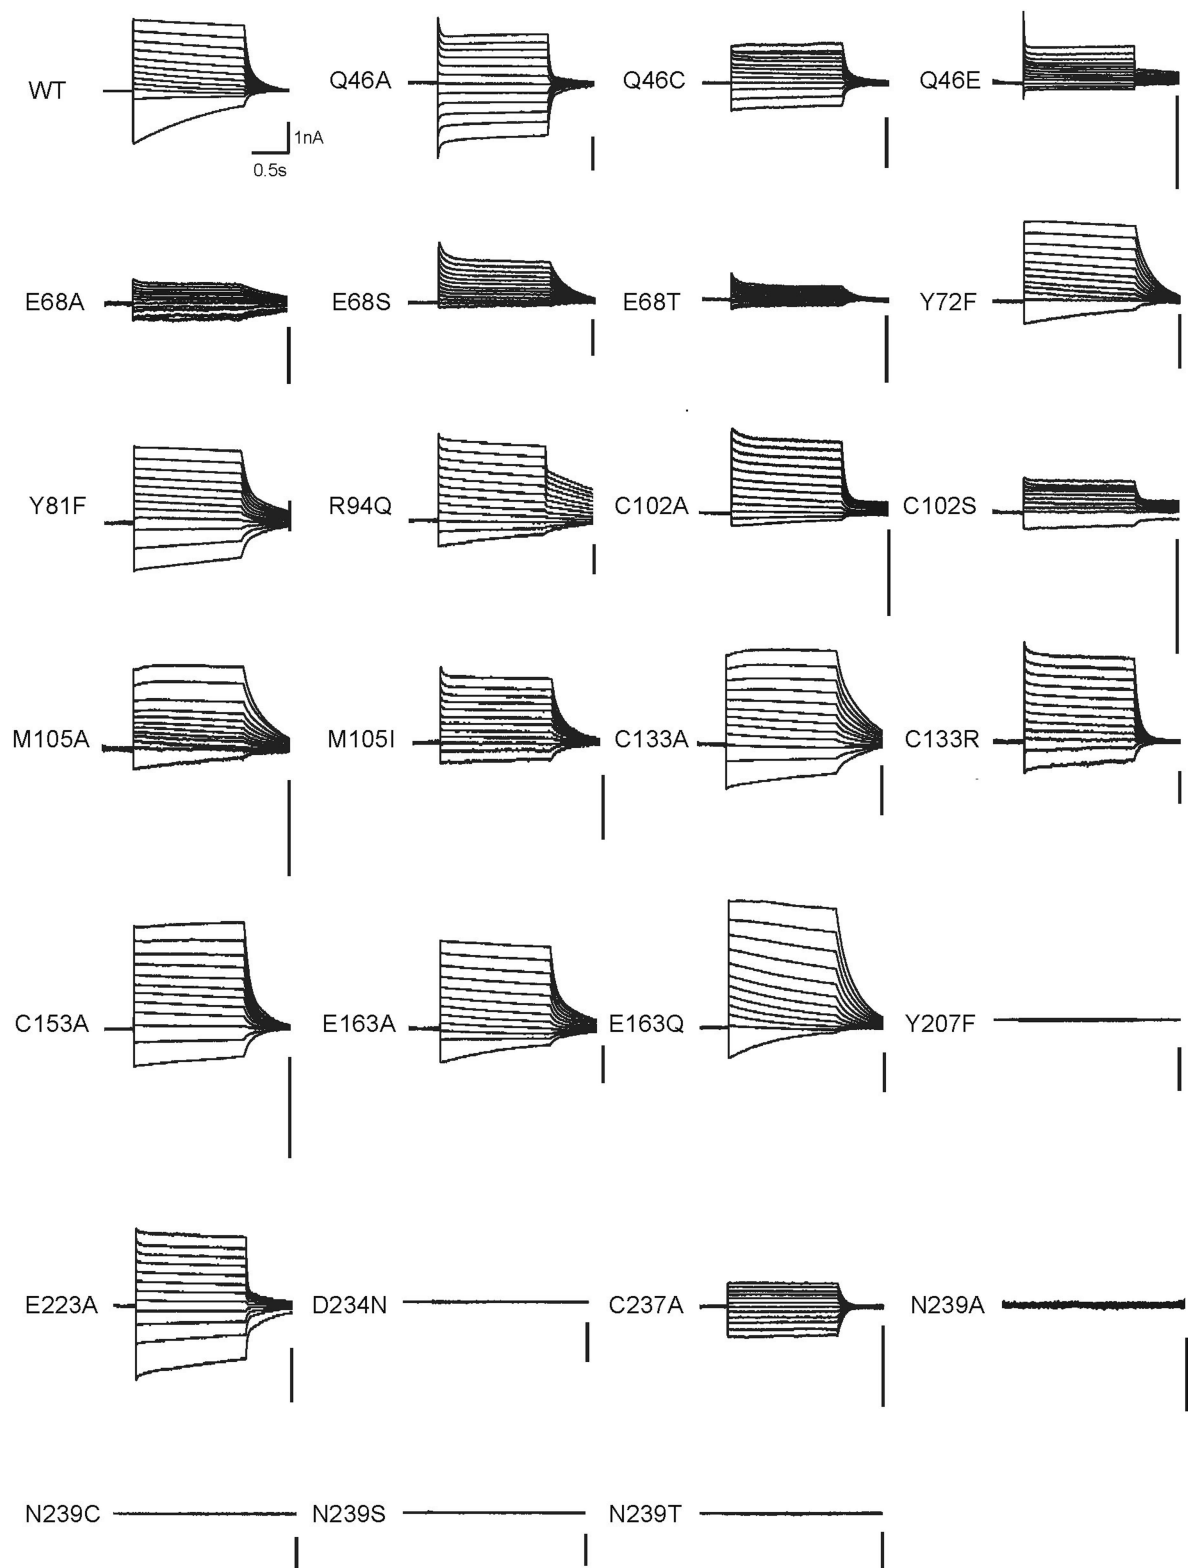 WT
1nA
0.5s
Q46A
Q46C
Q46E
E68A
E68S
E68T
Y72F
Y81F
R94Q
C102A
C102S
M105A
M105I
C133A
C133R
C153A
E163A
E163Q
Y207F
E223A
D234N
C237A
N239A
N239C
N239S
N239T